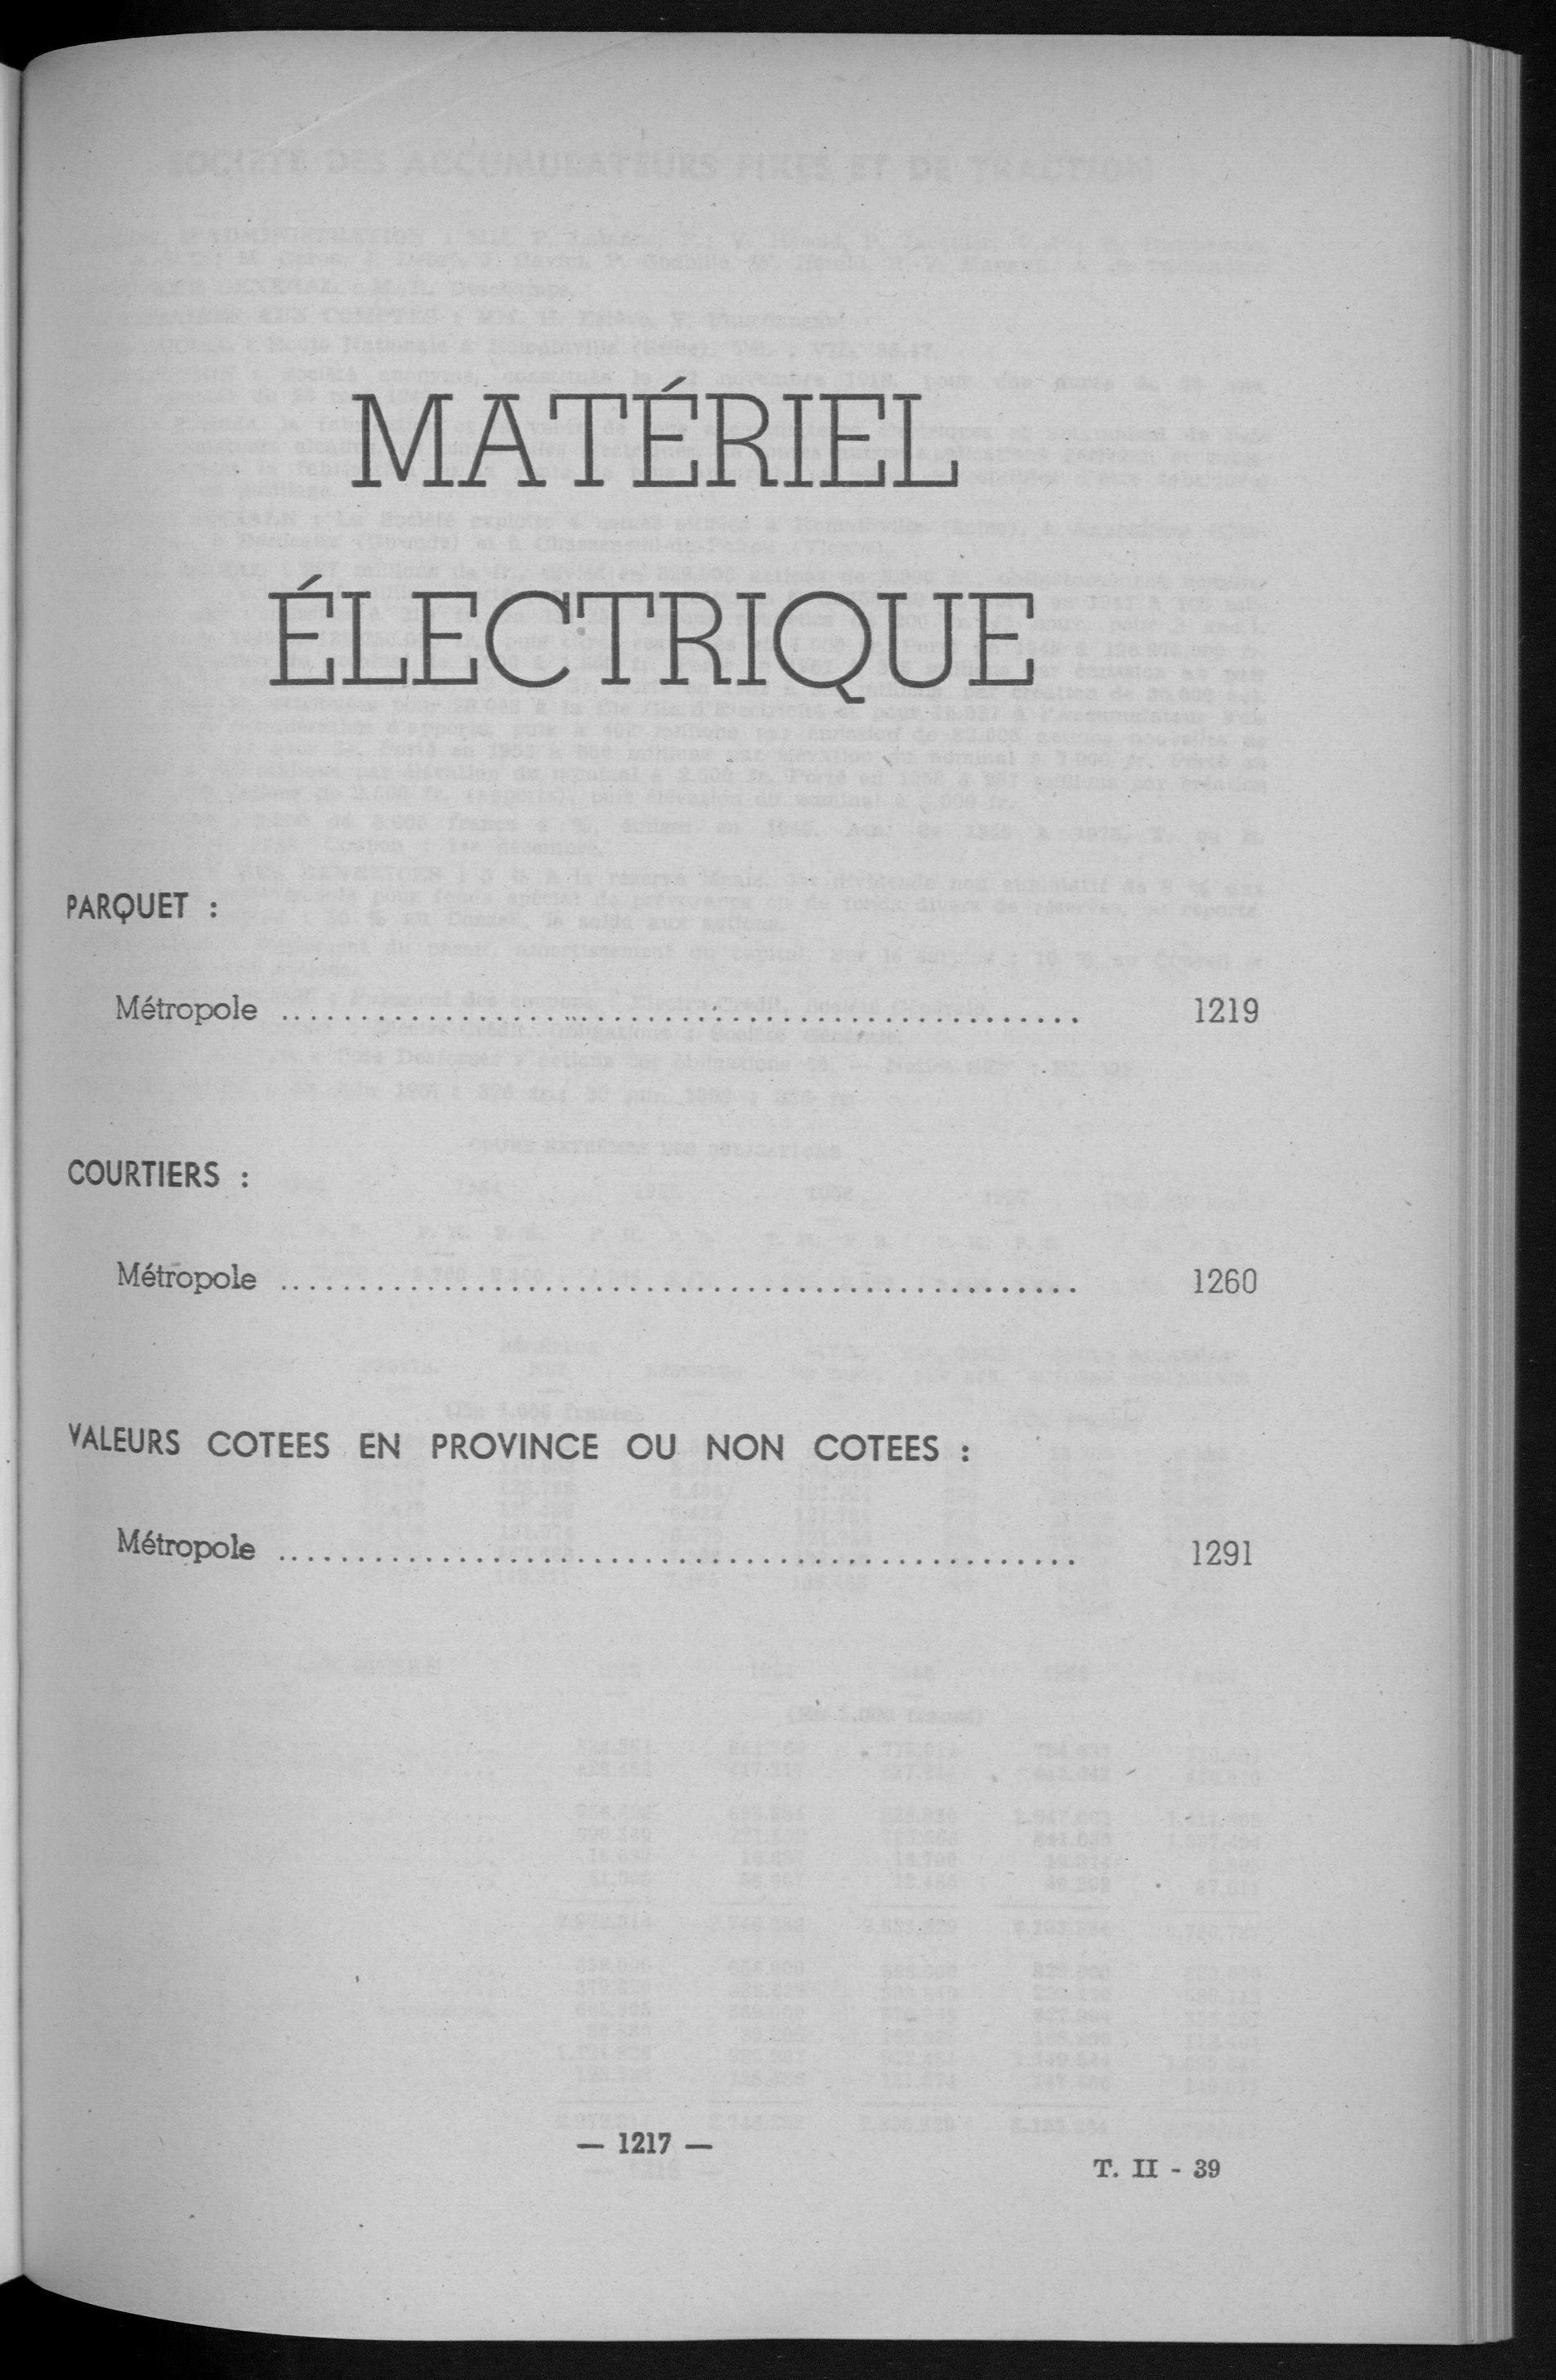 MATÉRIEL
ÉLECTRIQUE
PARQUET :
Métropole .................................................. 1219
COURTIERS :
Métropole .................................................. 1260
VALEURS COTEES EN PROVINCE OU NON COTEES :
Métropole .................................................. 1291
— 1217 —
T. II - 39